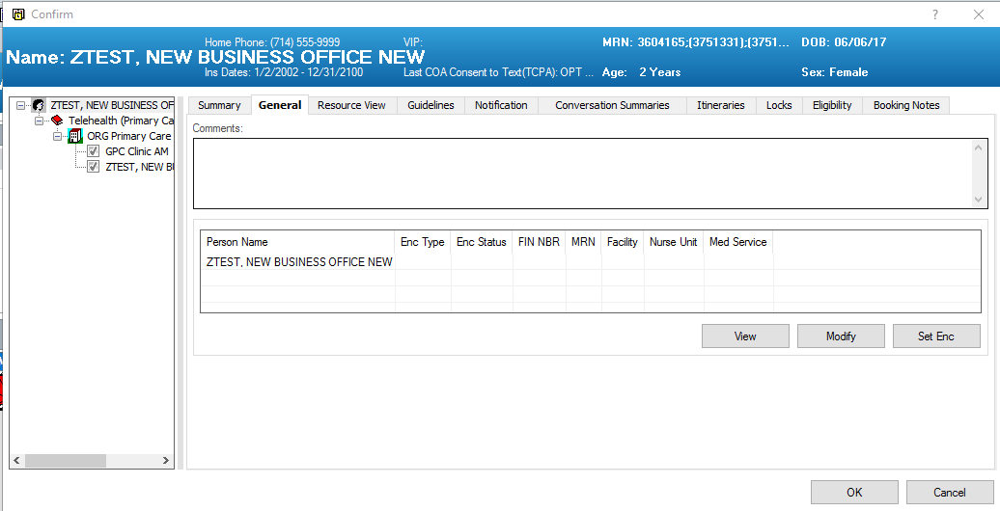 Confirm
Home Phone: (714) 555-9999 VIP: MRN: 3604165;(3751331);(3751... DOB: 06/06/17
Name: ZTEST, NEW BUSINESS OFFICE NEW
Ins Dates: 1/2/2002 - 12/31/2100 Last COA Consent to Text(TCPA): OPT ... Age: 2 Years Sex: Female
ZTEST, NEW BUSINESS OF
Telehealth (Primary Ca
ORG Primary Care
GPC Clinic AM
ZTEST, NEW B
Summary General Resource View Guidelines Notification Conversation Summaries Itineraries Locks Eligibility Booking Notes
Comments:
Person Name Enc Type Enc Status FIN NBR MRN Facility Nurse Unit Med Service
ZTEST, NEW BUSINESS OFFICE NEW
View Modify Set Enc
OK Cancel